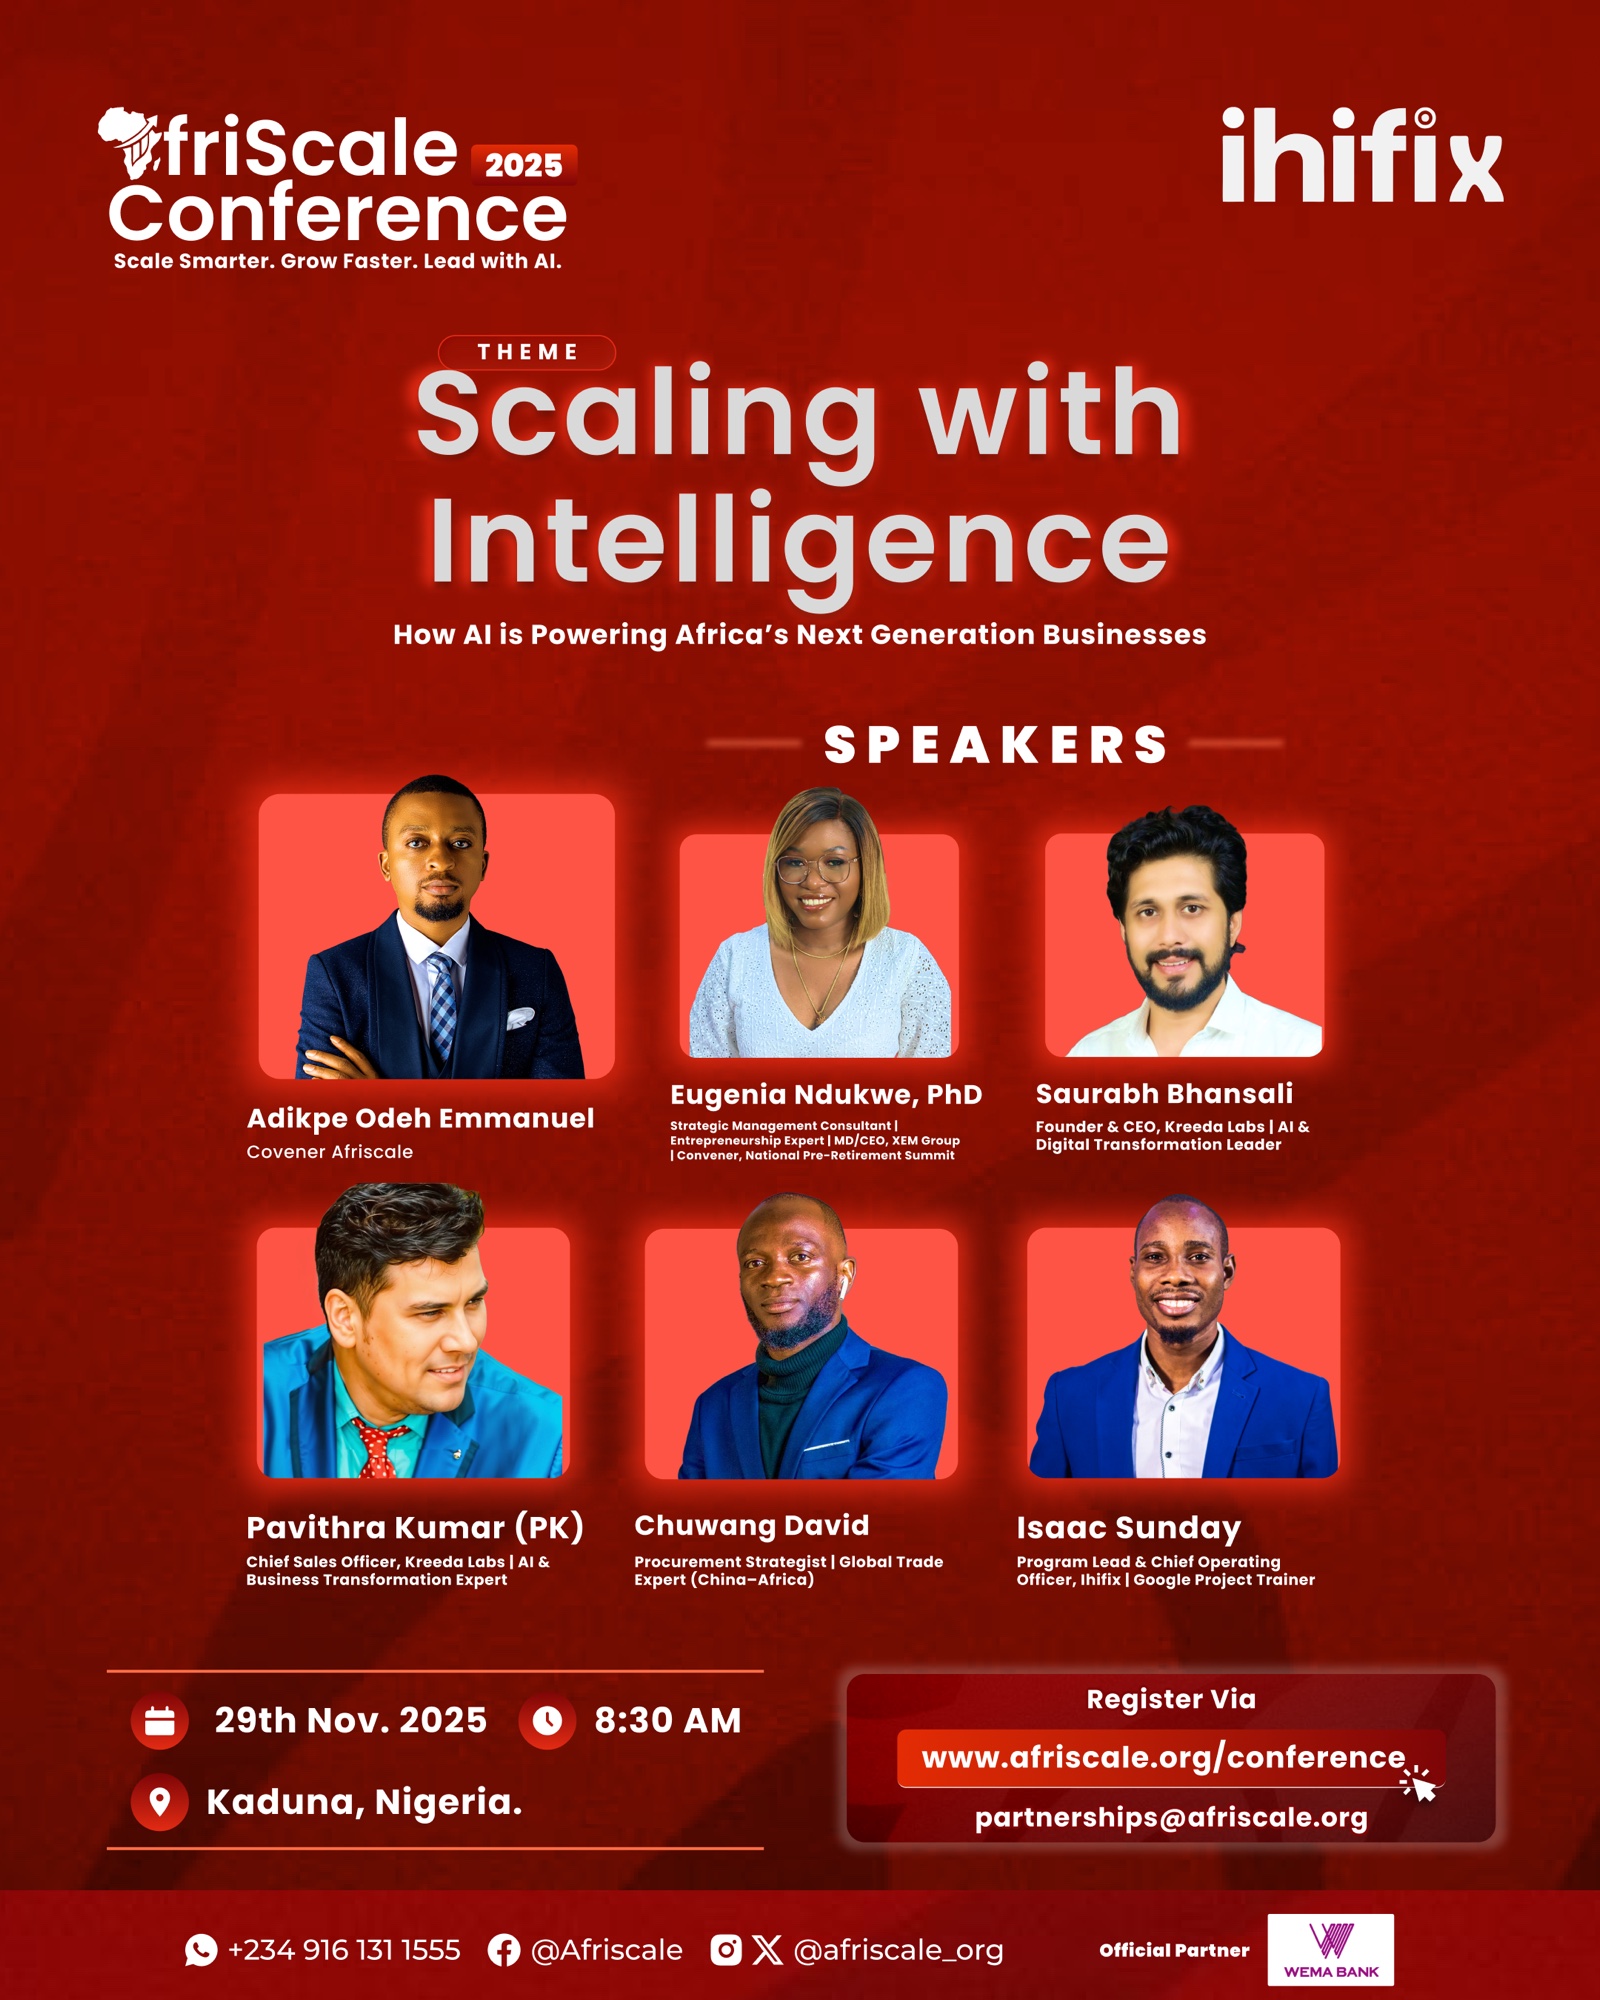 friScale 2025
Conference
Scale Smarter. Grow Faster. Lead with AI.
ihifix
THEME
Scaling with
Intelligence
How AI is Powering Africa's Next Generation Businesses
SPEAKERS
Adikpe Odeh Emmanuel
Covener Afriscale
Eugenia Ndukwe, PhD
Strategic Management Consultant |
Entrepreneurship Expert | MD/CEO, XEM Group
| Convener, National Pre-Retirement Summit
Saurabh Bhansali
Founder & CEO, Kreeda Labs | AI &
Digital Transformation Leader
Pavithra Kumar (PK)
Chief Sales Officer, Kreeda Labs | AI &
Business Transformation Expert
Chuwang David
Procurement Strategist | Global Trade
Expert (China–Africa)
Isaac Sunday
Program Lead & Chief Operating
Officer, Ihifix | Google Project Trainer
29th Nov. 2025 8:30 AM
Kaduna, Nigeria.
Register Via
www.afriscale.org/conference
partnerships@afriscale.org
+234 916 131 1555 @Afriscale @afriscale_org
Official Partner
WEMA BANK